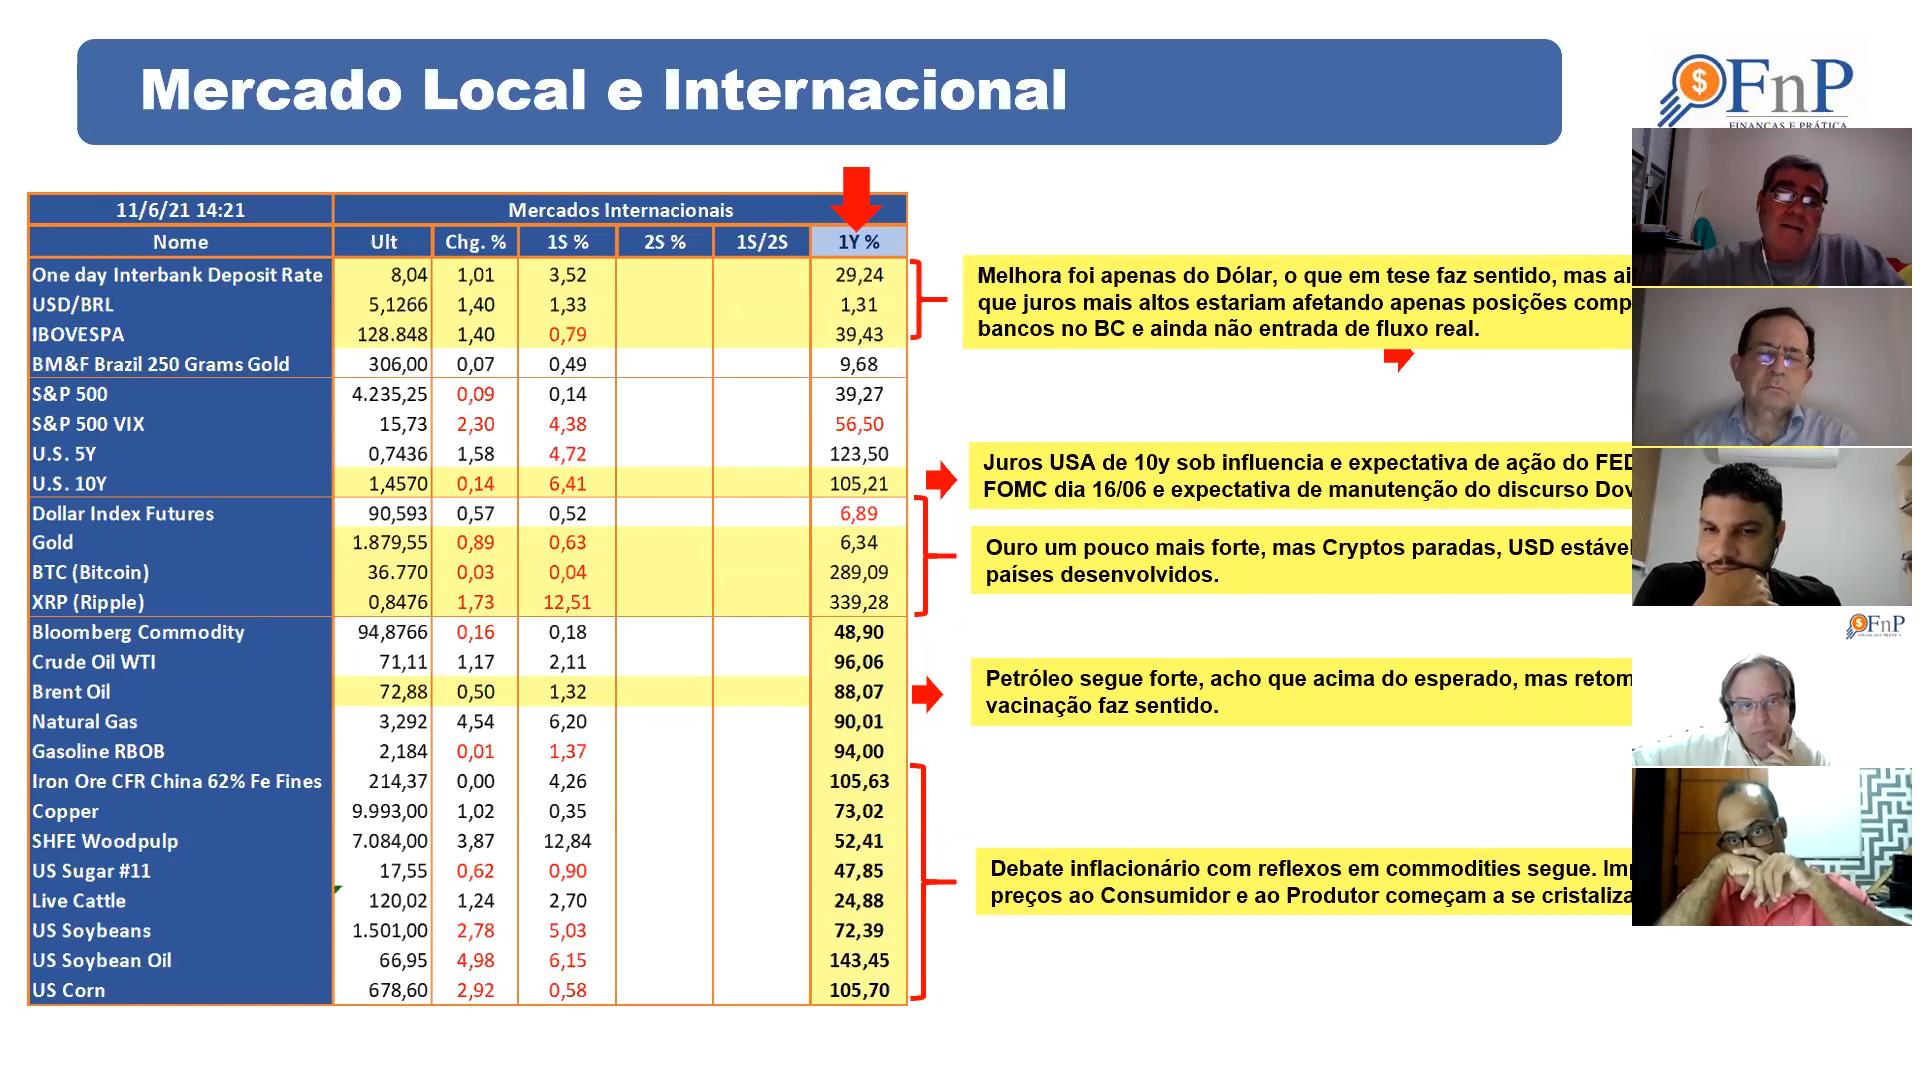 Mercado Local e Internacional
FnP
FINANÇAS E PRÁTICA
11/6/21 14:21 Mercados Internacionais
Nome Ult Chg. % 1S % 2S % 1S/2S 1Y %
One day Interbank Deposit Rate 8,04 1,01 3,52 29,24
USD/BRL 5,1266 1,40 1,33 1,31
IBOVESPA 128.848 1,40 0,79 39,43
BM&F Brazil 250 Grams Gold 306,00 0,07 0,49 9,68
S&P 500 4.235,25 0,09 0,14 39,27
S&P 500 VIX 15,73 2,30 4,38 56,50
U.S. 5Y 0,7436 1,58 4,72 123,50
U.S. 10Y 1,4570 0,14 6,41 105,21
Dollar Index Futures 90,593 0,57 0,52 6,89
Gold 1.879,55 0,89 0,63 6,34
BTC (Bitcoin) 36.770 0,03 0,04 289,09
XRP (Ripple) 0,8476 1,73 12,51 339,28
Bloomberg Commodity 94,8766 0,16 0,18 48,90
Crude Oil WTI 71,11 1,17 2,11 96,06
Brent Oil 72,88 0,50 1,32 88,07
Natural Gas 3,292 4,54 6,20 90,01
Gasoline RBOB 2,184 0,01 1,37 94,00
Iron Ore CFR China 62% Fe Fines 214,37 0,00 4,26 105,63
Copper 9.993,00 1,02 0,35 73,02
SHFE Woodpulp 7.084,00 3,87 12,84 52,41
US Sugar #11 17,55 0,62 0,90 47,85
Live Cattle 120,02 1,24 2,70 24,88
US Soybeans 1.501,00 2,78 5,03 72,39
US Soybean Oil 66,95 4,98 6,15 143,45
US Corn 678,60 2,92 0,58 105,70
Melhora foi apenas do Dólar, o que em tese faz sentido, mas ai
que juros mais altos estariam afetando apenas posições comp
bancos no BC e ainda não entrada de fluxo real.
Juros USA de 10y sob influencia e expectativa de ação do FED
FOMC dia 16/06 e expectativa de manutenção do discurso Dov
Ouro um pouco mais forte, mas Cryptos paradas, USD estável
países desenvolvidos.
Petróleo segue forte, acho que acima do esperado, mas retom
vacinação faz sentido.
Debate inflacionário com reflexos em commodities segue. Imp
preços ao Consumidor e ao Produtor começam a se cristaliza
FnP